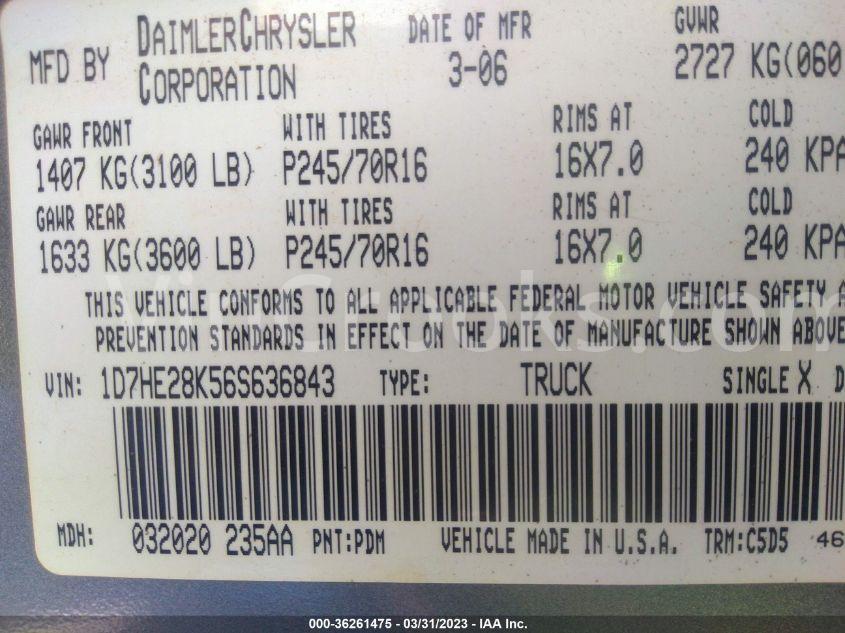 MFD BY DAIMLERCHRYSLER CORPORATION DATE OF MFR 3-06 GVWR 2727 KG(060
GAWR FRONT WITH TIRES RIMS AT COLD
1407 KG(3100 LB) P245/70R16 16X7.0 240 KPA
GAWR REAR WITH TIRES RIMS AT COLD
1633 KG(3600 LB) P245/70R16 16X7.0 240 KPA
THIS VEHICLE CONFORMS TO ALL APPLICABLE FEDERAL MOTOR VEHICLE SAFETY A
PREVENTION STANDARDS IN EFFECT ON THE DATE OF MANUFACTURE SHOWN ABOVE
VIN: 1D7HE28K56S636843 TYPE: TRUCK SINGLE X D
MDH: 032020 235AA PNT:PDM VEHICLE MADE IN U.S.A. TRM:C5D5 46
VinCrooks.com
000-36261475 - 03/31/2023 - IAA Inc.